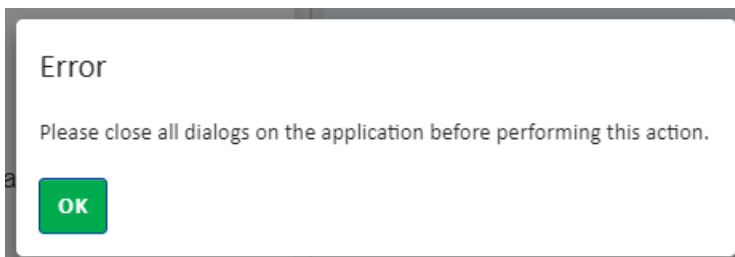 Error
Please close all dialogs on the application before performing this action.
a
OK